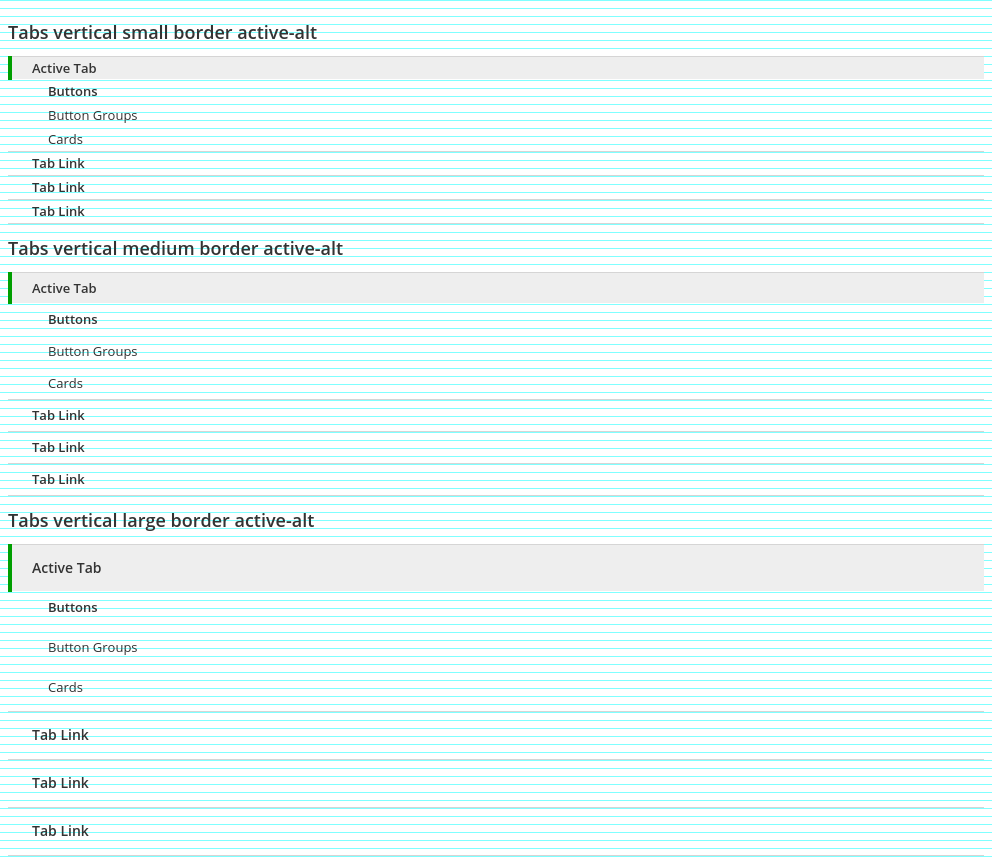 Tabs vertical small border active-alt
Active Tab
Buttons
Button Groups
Cards
Tab Link
Tab Link
Tab Link
Tabs vertical medium border active-alt
Active Tab
Buttons
Button Groups
Cards
Tab Link
Tab Link
Tab Link
Tabs vertical large border active-alt
Active Tab
Buttons
Button Groups
Cards
Tab Link
Tab Link
Tab Link